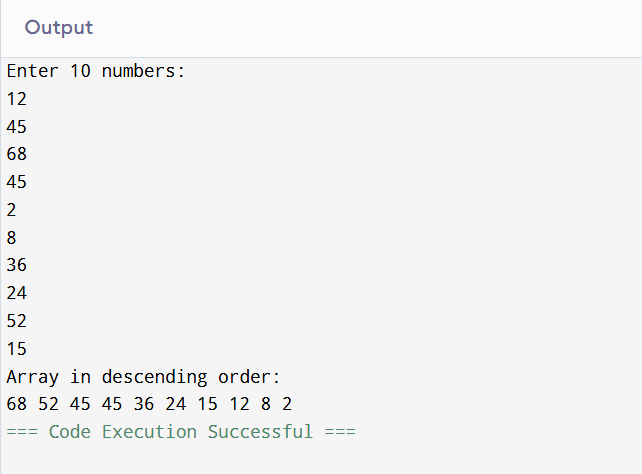 Output
Enter 10 numbers:
12
45
68
45
2
8
36
24
52
15
Array in descending order:
68 52 45 45 36 24 15 12 8 2
=== Code Execution Successful ===